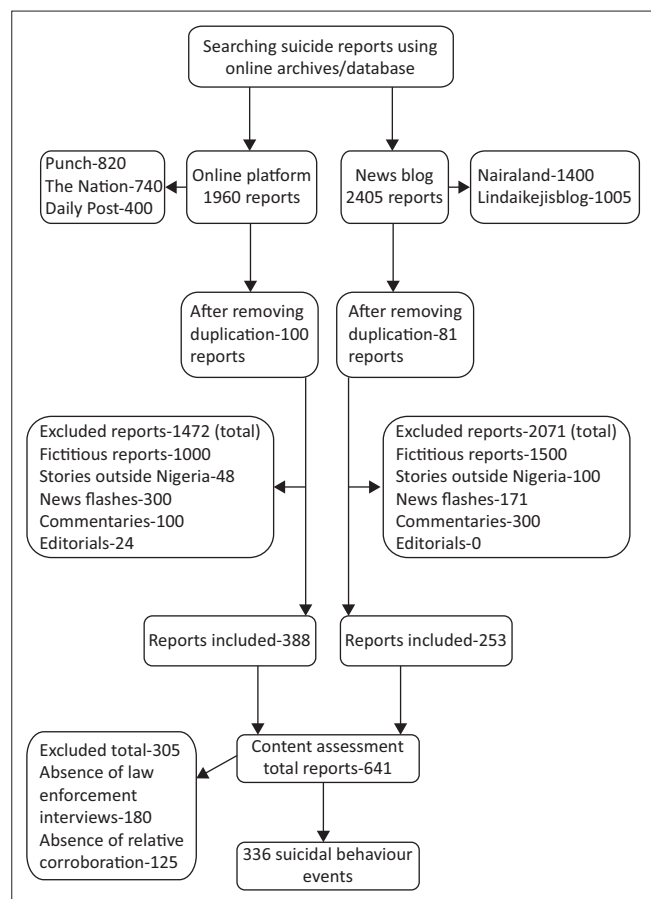 Searching suicide reports using
online archives/database
Punch-820
The Nation-740
Daily Post-400
Online platform
1960 reports
News blog
2405 reports
Nairaland-1400
Lindaikejisblog-1005
After removing
duplication-100
reports
After removing
duplication-81
reports
Excluded reports-1472 (total)
Fictitious reports-1000
Stories outside Nigeria-48
News flashes-300
Commentaries-100
Editorials-24
Excluded reports-2071 (total)
Fictitious reports-1500
Stories outside Nigeria-100
News flashes-171
Commentaries-300
Editorials-0
Reports included-388
Reports included-253
Excluded total-305
Absence of law
enforcement
interviews-180
Absence of relative
corroboration-125
Content assessment
total reports-641
336 suicidal behaviour
events